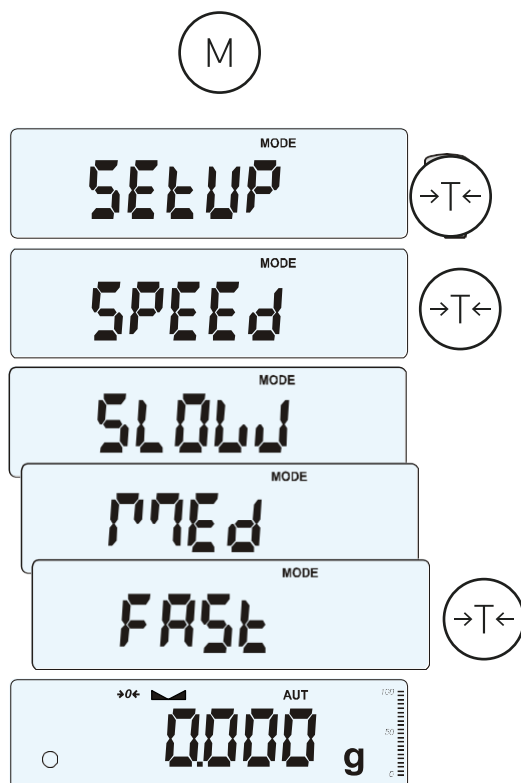 M
MODE
SEtUP
→T←
MODE
SPEEd
→T←
MODE
SLOW
MODE
MEd
MODE
FASt
→T←
→0← AUT 100
50
0.000 g
0